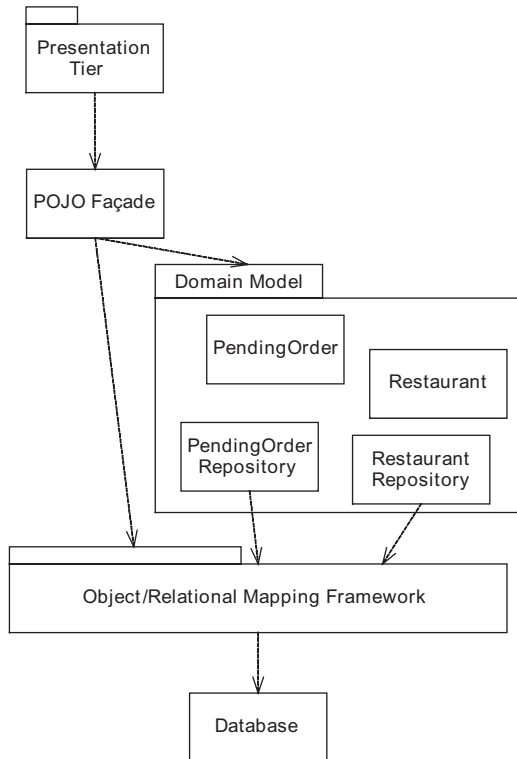 Presentation
Tier
POJO Façade
Domain Model
PendingOrder
Restaurant
PendingOrder
Repository
Restaurant
Repository
Object/Relational Mapping Framework
Database